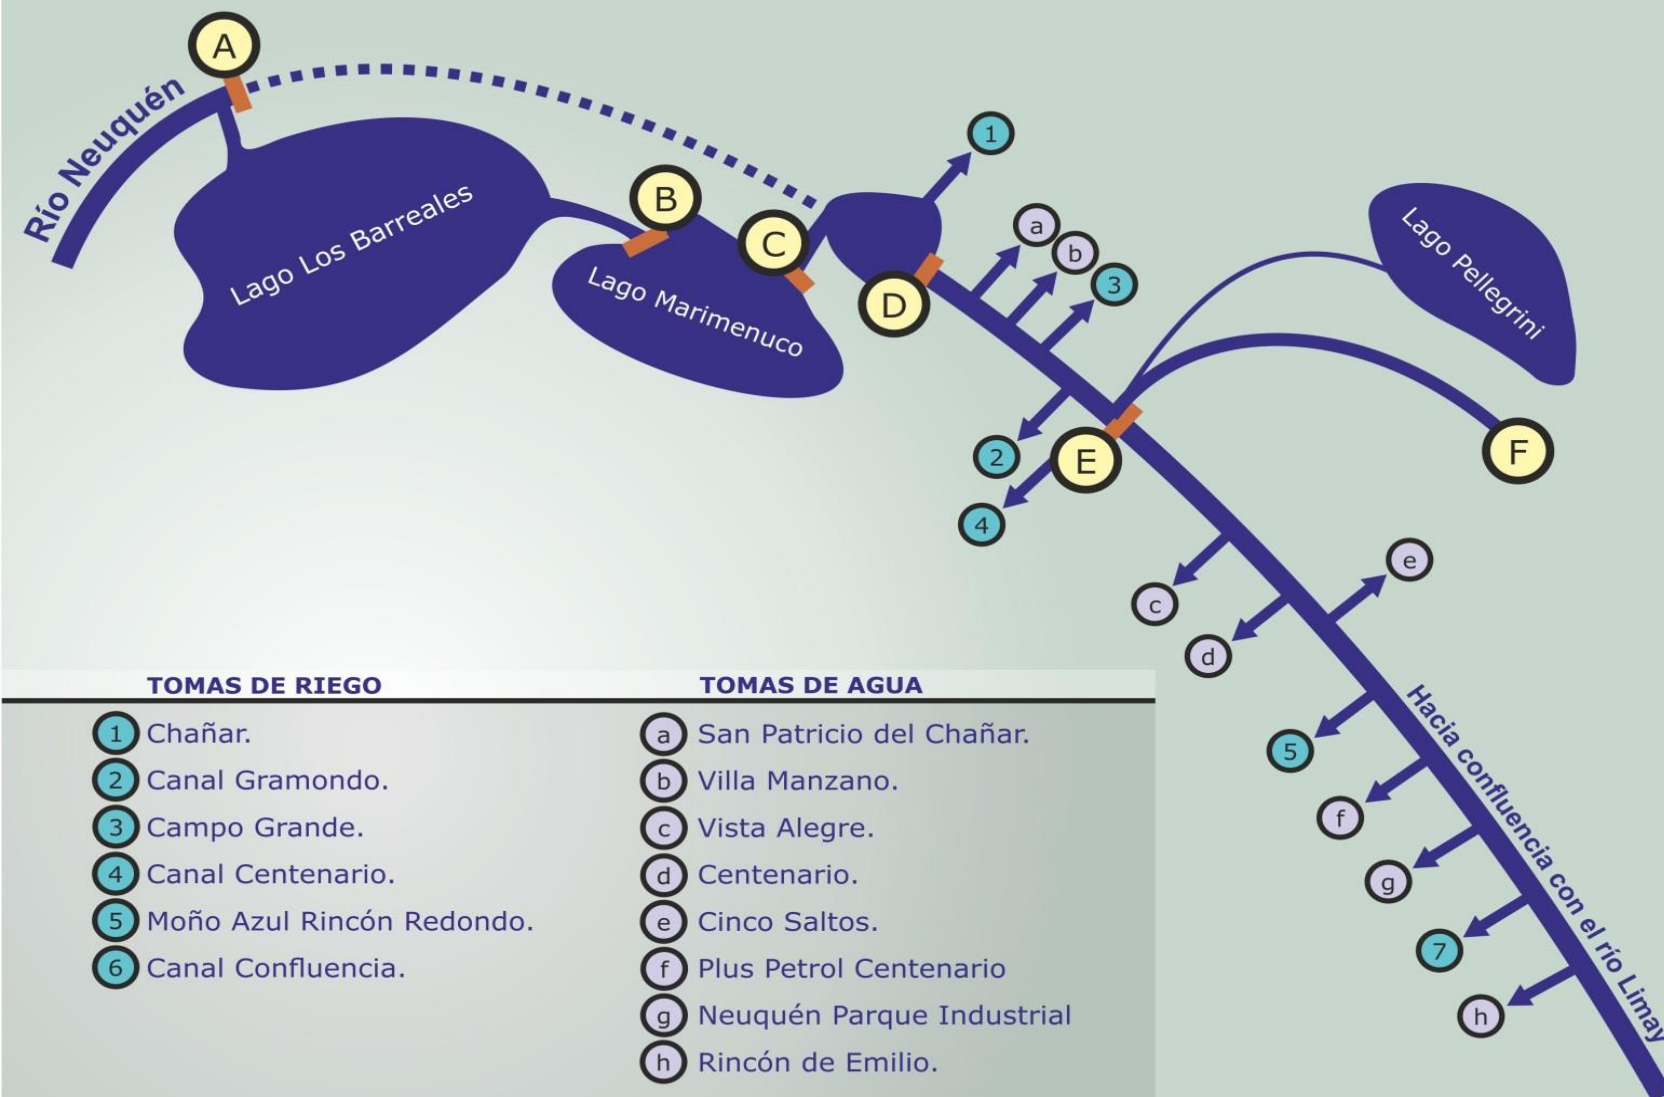 A
Río Neuquén
1
Lago Los Barreales
B
C
a
b
3
Lago Pellegrini
Lago Marimenuco
D
2
E
F
4
e
c
d
5
Hacia confluencia con el río Limay
f
g
7
h
TOMAS DE RIEGO
1 Chañar.
2 Canal Gramondo.
3 Campo Grande.
4 Canal Centenario.
5 Moño Azul Rincón Redondo.
6 Canal Confluencia.
TOMAS DE AGUA
a San Patricio del Chañar.
b Villa Manzano.
c Vista Alegre.
d Centenario.
e Cinco Saltos.
f Plus Petrol Centenario
g Neuquén Parque Industrial
h Rincón de Emilio.